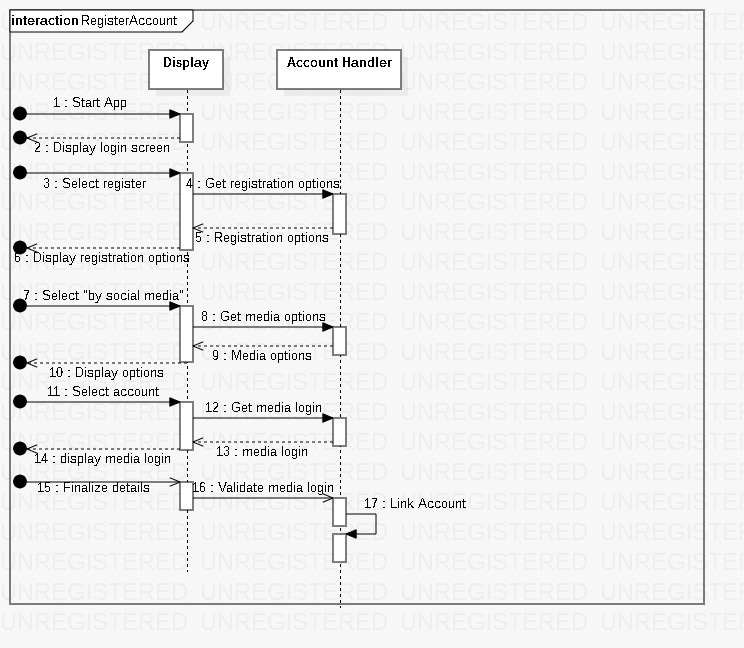 interaction RegisterAccount
Display
Account Handler
1 : Start App
2 : Display login screen
3 : Select register
4 : Get registration options
5 : Registration options
6 : Display registration options
7 : Select "by social media"
8 : Get media options
9 : Media options
10 : Display options
11 : Select account
12 : Get media login
13 : media login
14 : display media login
15 : Finalize details
16 : Validate media login
17 : Link Account
UNREGISTERED